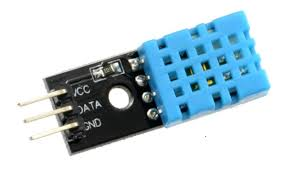 VCC
DATA
GND